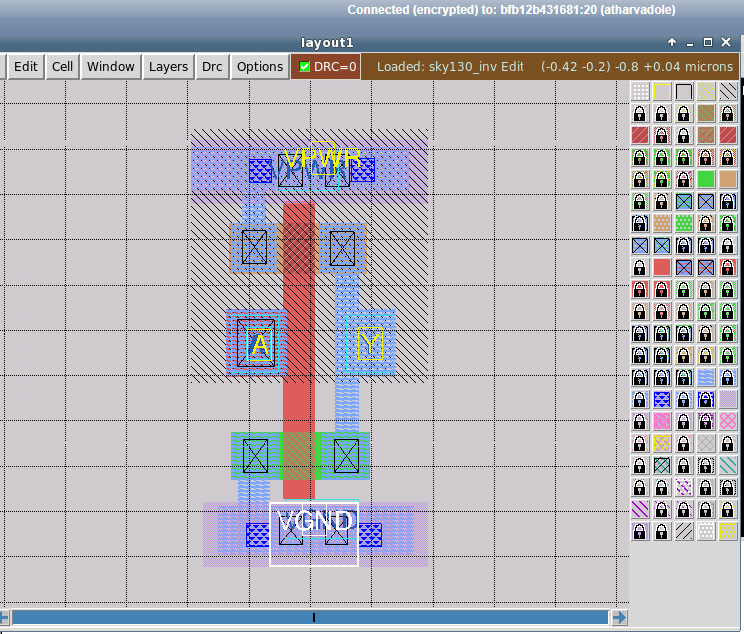 Connected (encrypted) to: bfb12b431681:20 (atharvadole)
layout1
Edit Cell Window Layers Drc Options DRC=0 Loaded: sky130_inv Edit (-0.42 -0.2) -0.8 +0.04 microns
VPWR
VPWR
A
Y
VGND